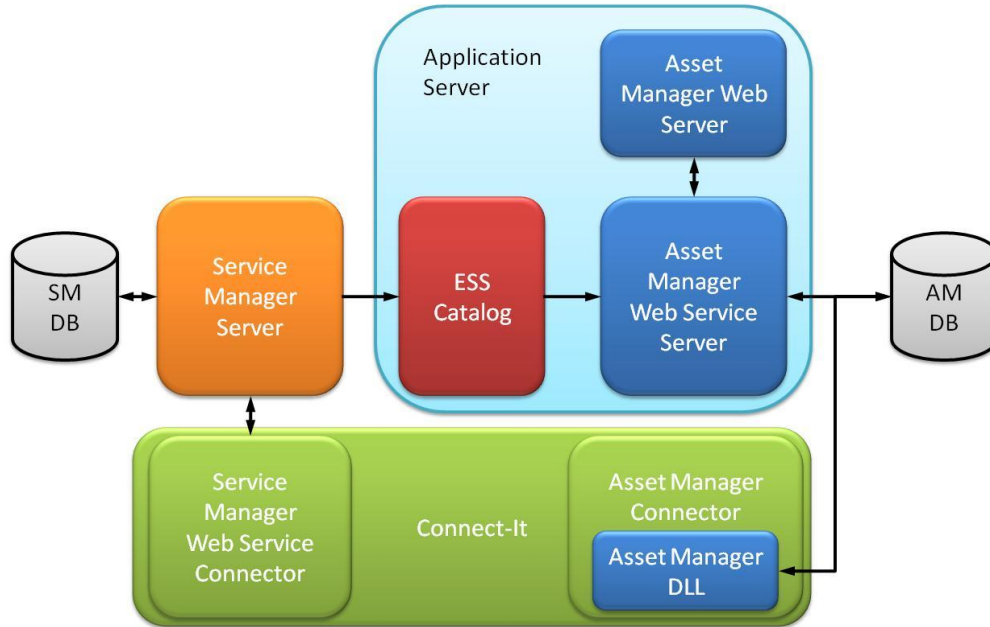 Application
Server
Asset
Manager Web
Server
SM
DB
Service
Manager
Server
ESS
Catalog
Asset
Manager
Web Service
Server
AM
DB
Service
Manager
Web Service
Connector
Connect-It
Asset Manager
Connector
Asset Manager
DLL